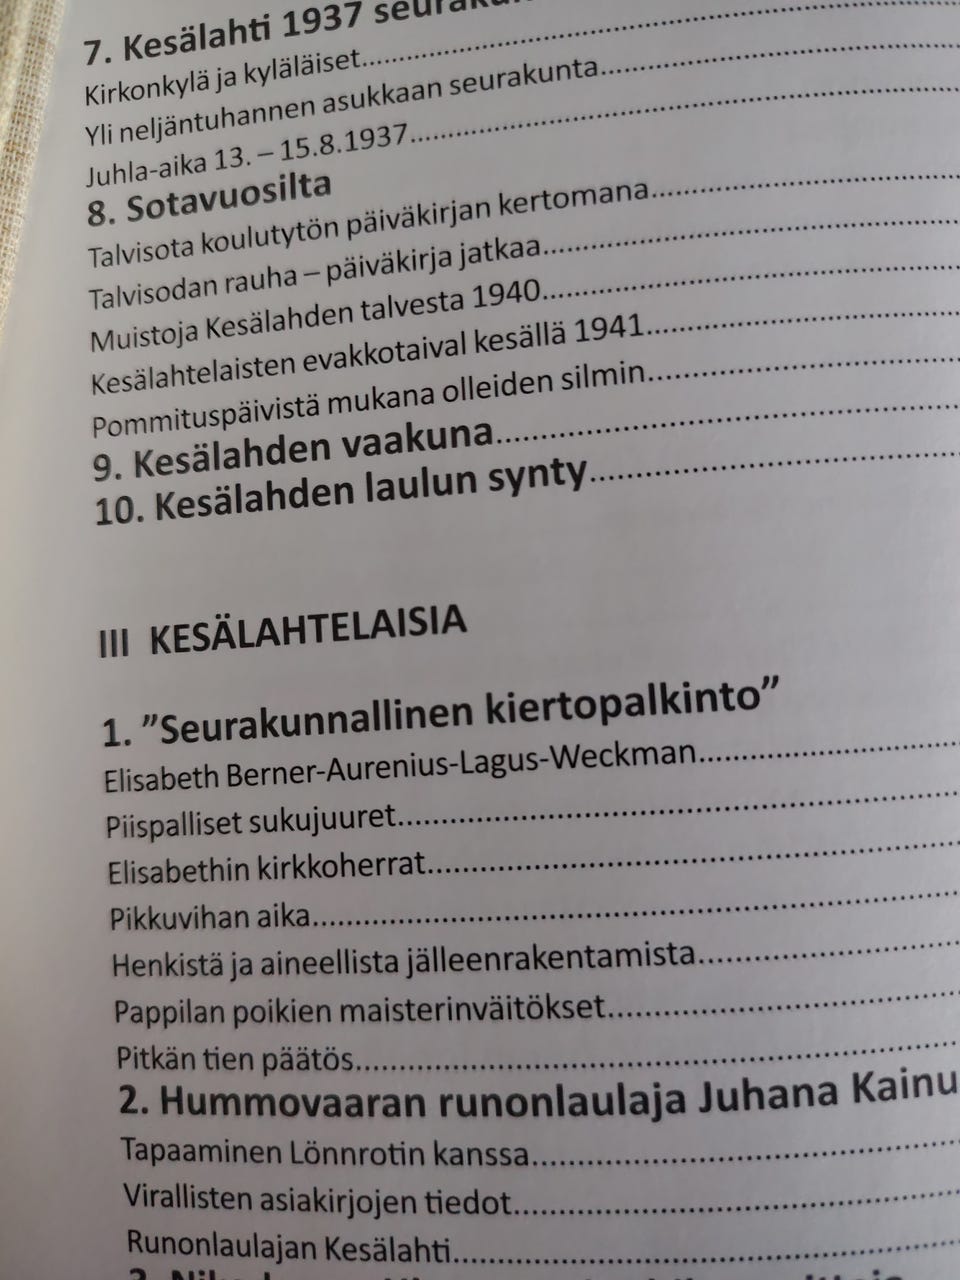 7. Kesälahti 1937
Kirkonkylä ja kyläläiset
Yli neljäntuhannen asukkaan seurakunta
Juhla-aika 13. – 15.8.1937
8. Sotavuosilta
Talvisota koulutytön päiväkirjan kertomana
Talvisodan rauha – päiväkirja jatkaa
Muistoja Kesälahden talvesta 1940
Kesälahtelaisten evakkotaival kesällä 1941
Pommituspäivistä mukana olleiden silmin
9. Kesälahden vaakuna
10. Kesälahden laulun synty
III KESÄLAHTELAISIA
1. ”Seurakunnallinen kiertopalkinto”
Elisabeth Berner-Aurenius-Lagus-Weckman
Piispalliset sukujuuret
Elisabethin kirkkoherrat
Pikkuvihan aika
Henkistä ja aineellista jälleenrakentamista
Pappilan poikien maisterinväitökset
Pitkän tien päätös
2. Hummovaaran runonlaulaja Juhana Kainu
Tapaaminen Lönnrotin kanssa
Virallisten asiakirjojen tiedot
Runonlaulajan Kesälahti